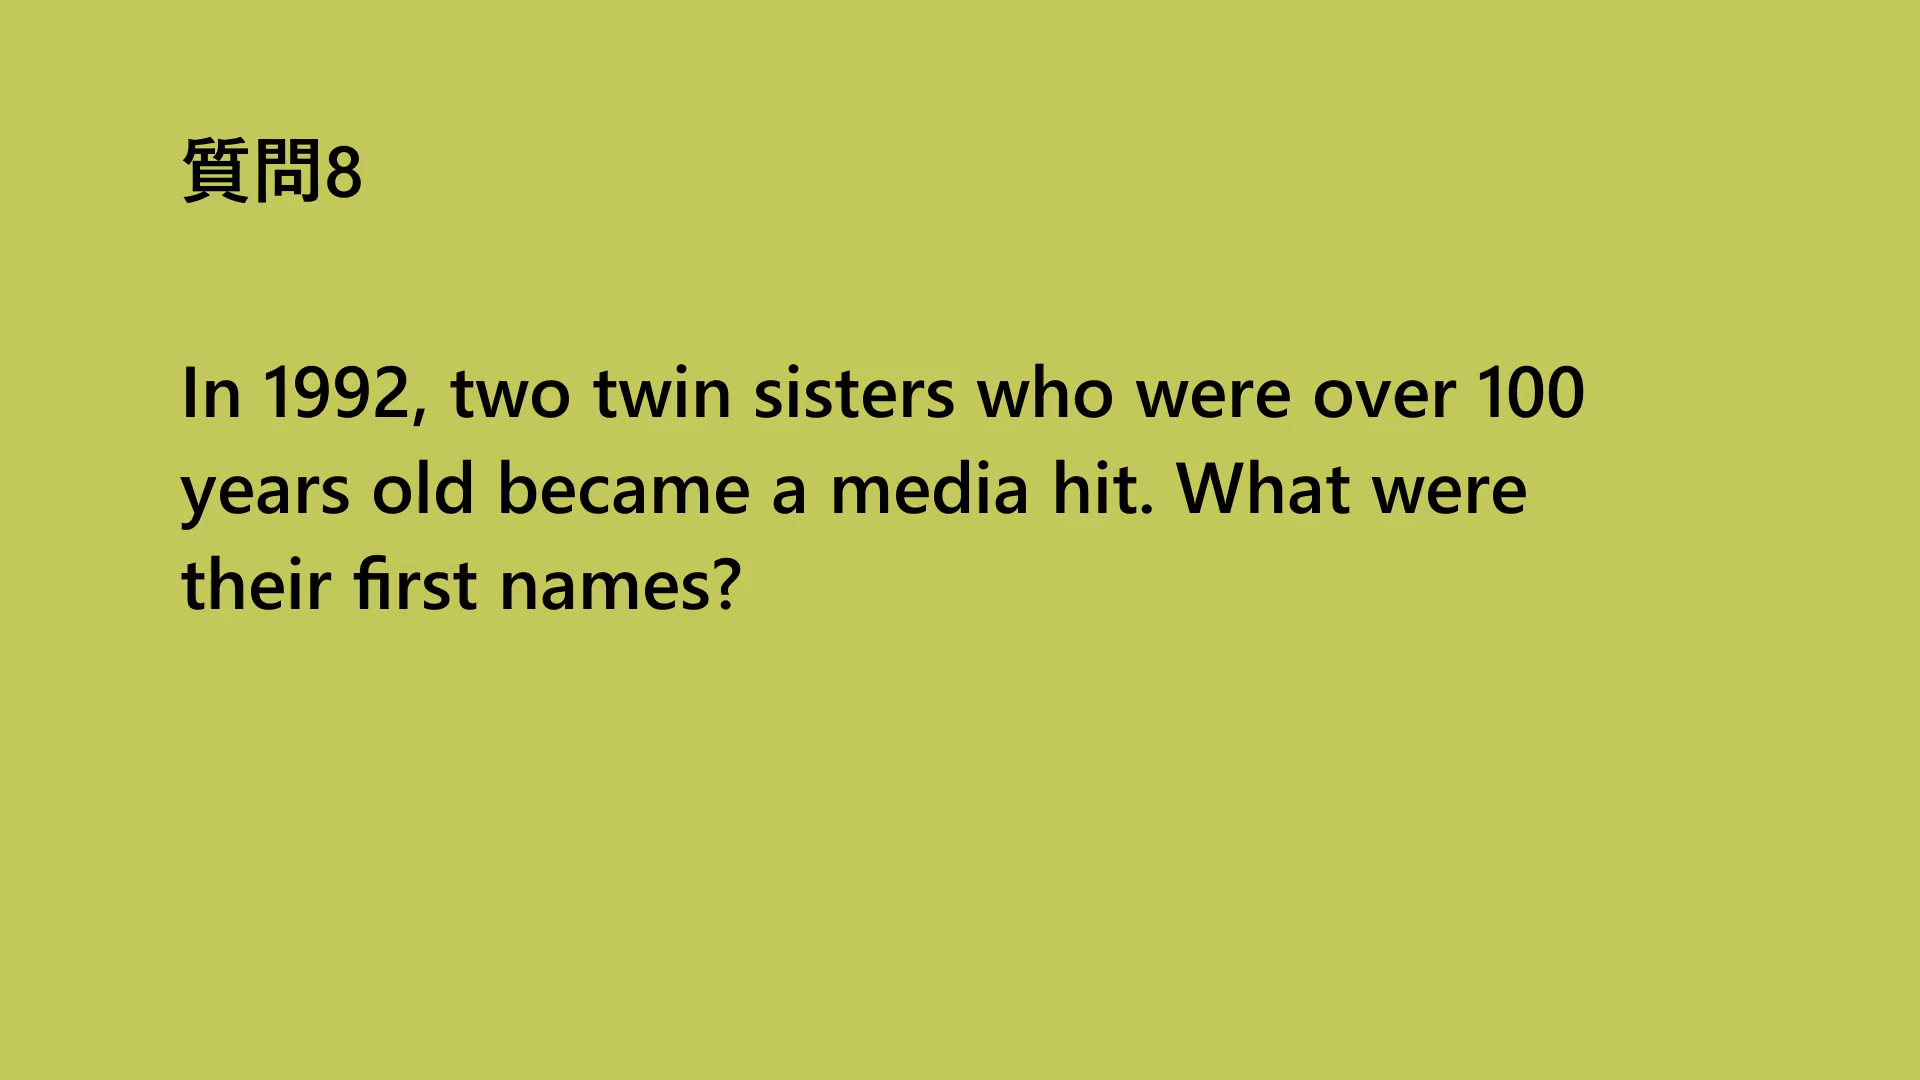 質問8
In 1992, two twin sisters who were over 100
years old became a media hit. What were
their first names?